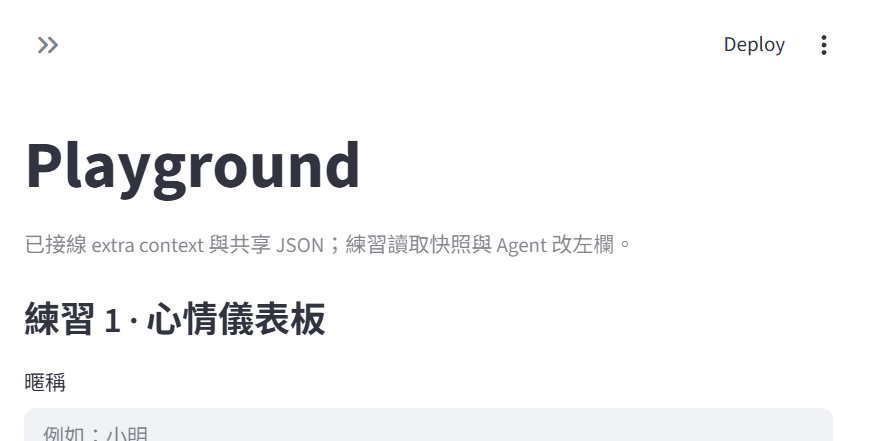 Deploy
Playground
已接線 extra context 與共享 JSON；練習讀取快照與 Agent 改左欄。
練習 1 · 心情儀表板
暱稱
例如：小明